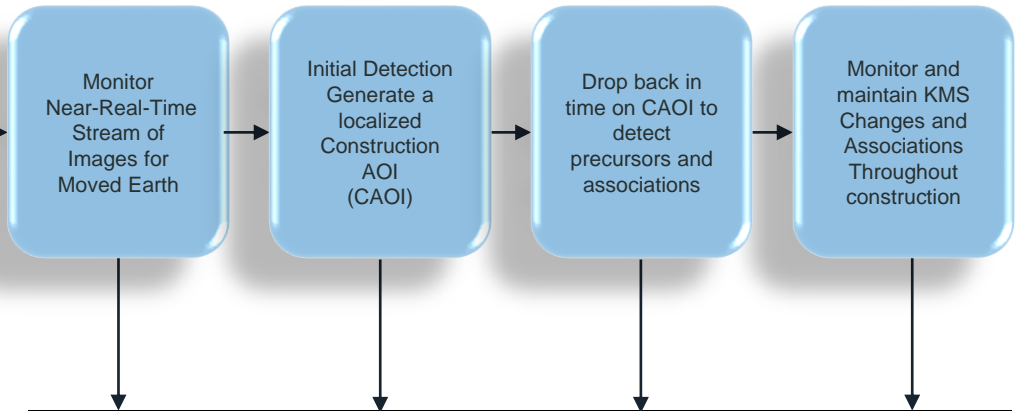 Monitor
Near-Real-Time
Stream of
Images for
Moved Earth
Initial Detection
Generate a
localized
Construction
AOI
(CAOI)
Drop back in
time on CAOI to
detect
precursors and
associations
Monitor and
maintain KMS
Changes and
Associations
Throughout
construction